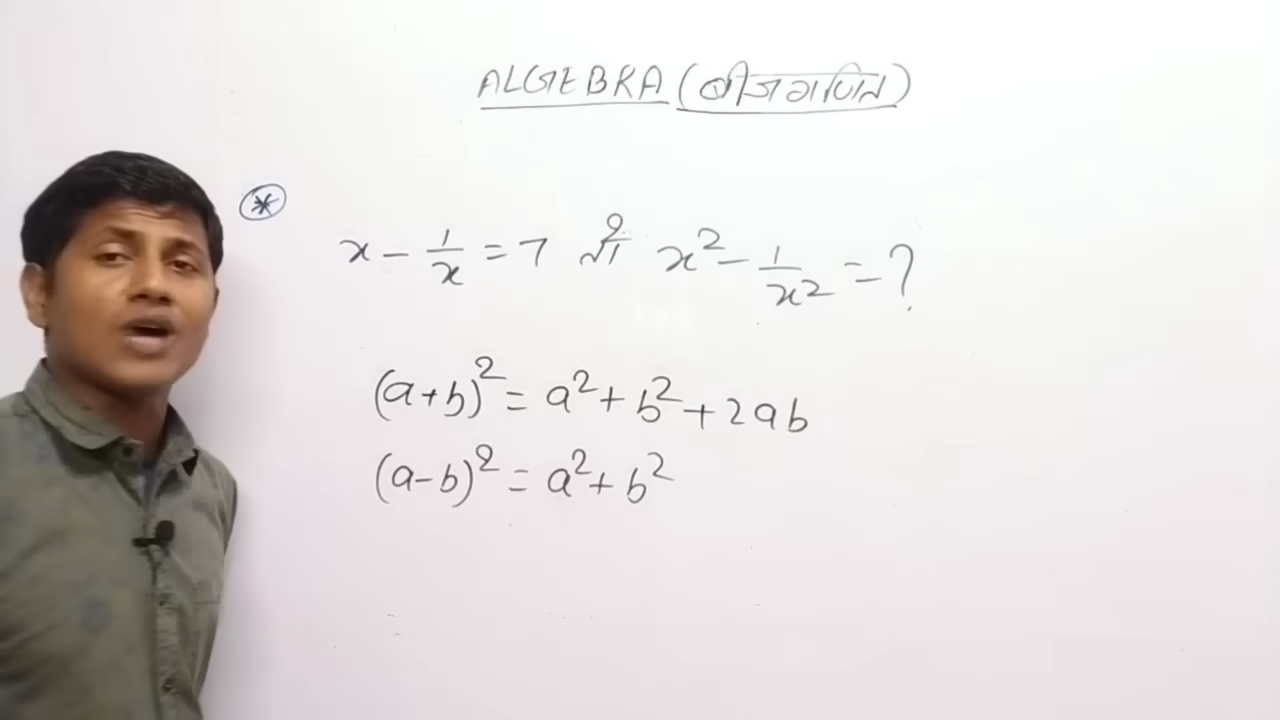 ALGEBRA (बीजगणित)
* x - 1/x = 7 तो x² - 1/x² = ?
(a+b)² = a² + b² + 2ab
(a-b)² = a² + b²